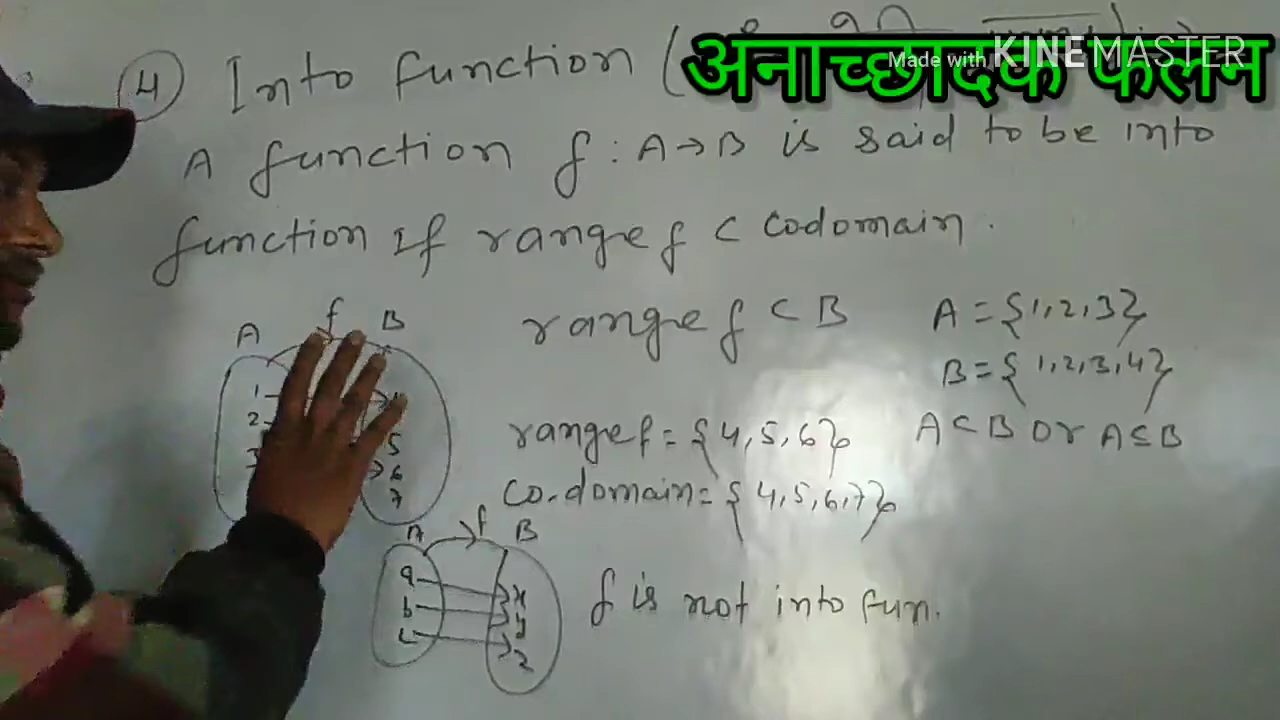 ④ Into function (
अनाच्छादक फलन
Made with KINEMASTER
A function f : A→B is said to be into
function If range f ⊂ Codomain.
range f ⊂ B
A = {1,2,3}
B = {1,2,3,4}
A⊂B Or A⊆B
range f = {4,5,6}
Co-domain = {4,5,6,7}
A f B
1
2
3
5
6
7
A f B
a x
b y
c z
f is not into fun.